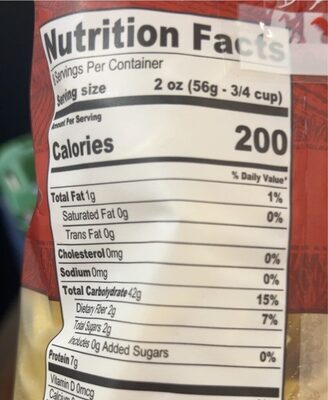 Nutrition Facts
Servings Per Container
Serving size 2 oz (56g - 3/4 cup)
Amount Per Serving
Calories 200
% Daily Value*
Total Fat 1g 1%
Saturated Fat 0g 0%
Trans Fat 0g
Cholesterol 0mg 0%
Sodium 0mg 0%
Total Carbohydrate 42g 15%
Dietary Fiber 2g 7%
Total Sugars 2g
Includes 0g Added Sugars 0%
Protein 7g
Vitamin D 0mcg